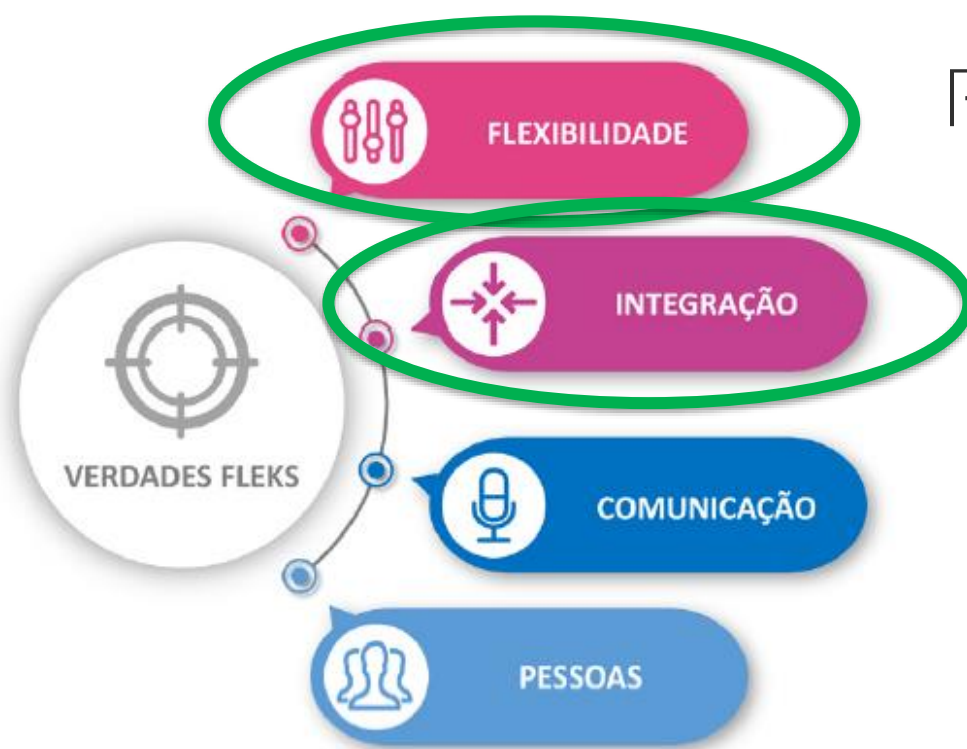 FLEXIBILIDADE
INTEGRAÇÃO
VERDADES FLEKS
COMUNICAÇÃO
PESSOAS